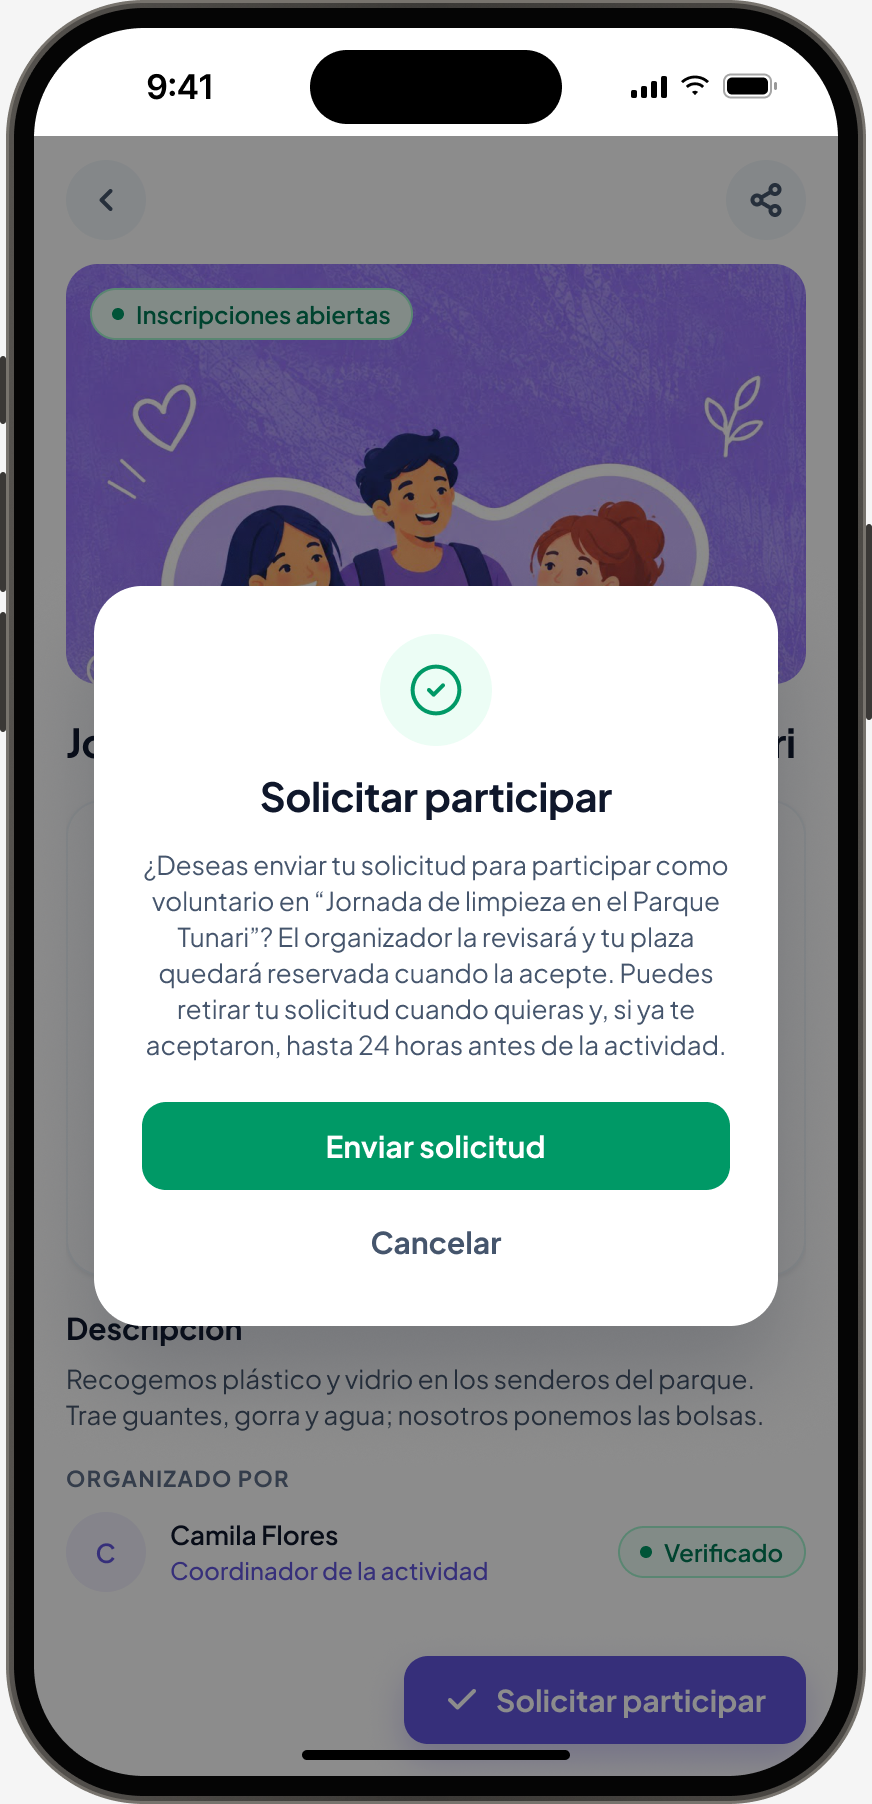 9:41
Inscripciones abiertas
Solicitar participar
¿Deseas enviar tu solicitud para participar como
voluntario en “Jornada de limpieza en el Parque
Tunari”? El organizador la revisará y tu plaza
quedará reservada cuando la acepte. Puedes
retirar tu solicitud cuando quieras y, si ya te
aceptaron, hasta 24 horas antes de la actividad.
Enviar solicitud
Cancelar
Descripción
Recogemos plástico y vidrio en los senderos del parque.
Trae guantes, gorra y agua; nosotros ponemos las bolsas.
ORGANIZADO POR
C
Camila Flores
Coordinador de la actividad
Verificado
Solicitar participar